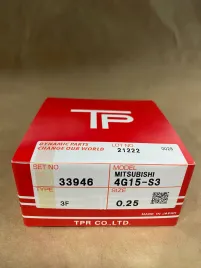 TP
DYNAMIC PARTS
CHANGE OUR WORLD
LOT NO
21222
0023
SET NO
33946
MODEL
MITSUBISHI
4G15-S3
TYPE
3F
SIZE
0.25
MADE IN JAPAN
TPR CO.,LTD.